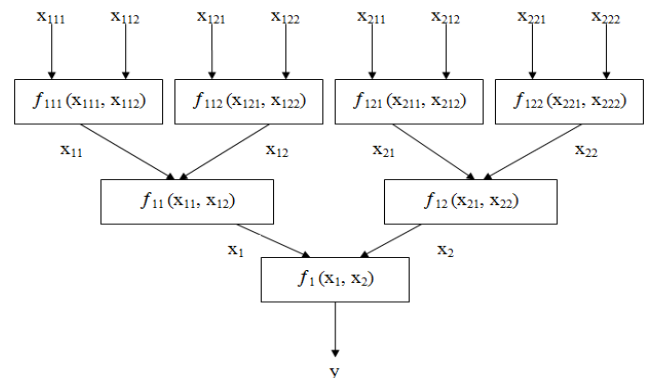 x₁₁₁ x₁₁₂ x₁₂₁ x₁₂₂ x₂₁₁ x₂₁₂ x₂₂₁ x₂₂₂
f₁₁₁ (x₁₁₁, x₁₁₂) f₁₁₂ (x₁₂₁, x₁₂₂) f₁₂₁ (x₂₁₁, x₂₁₂) f₁₂₂ (x₂₂₁, x₂₂₂)
x₁₁ x₁₂ x₂₁ x₂₂
f₁₁ (x₁₁, x₁₂) f₁₂ (x₂₁, x₂₂)
x₁ x₂
f₁ (x₁, x₂)
y